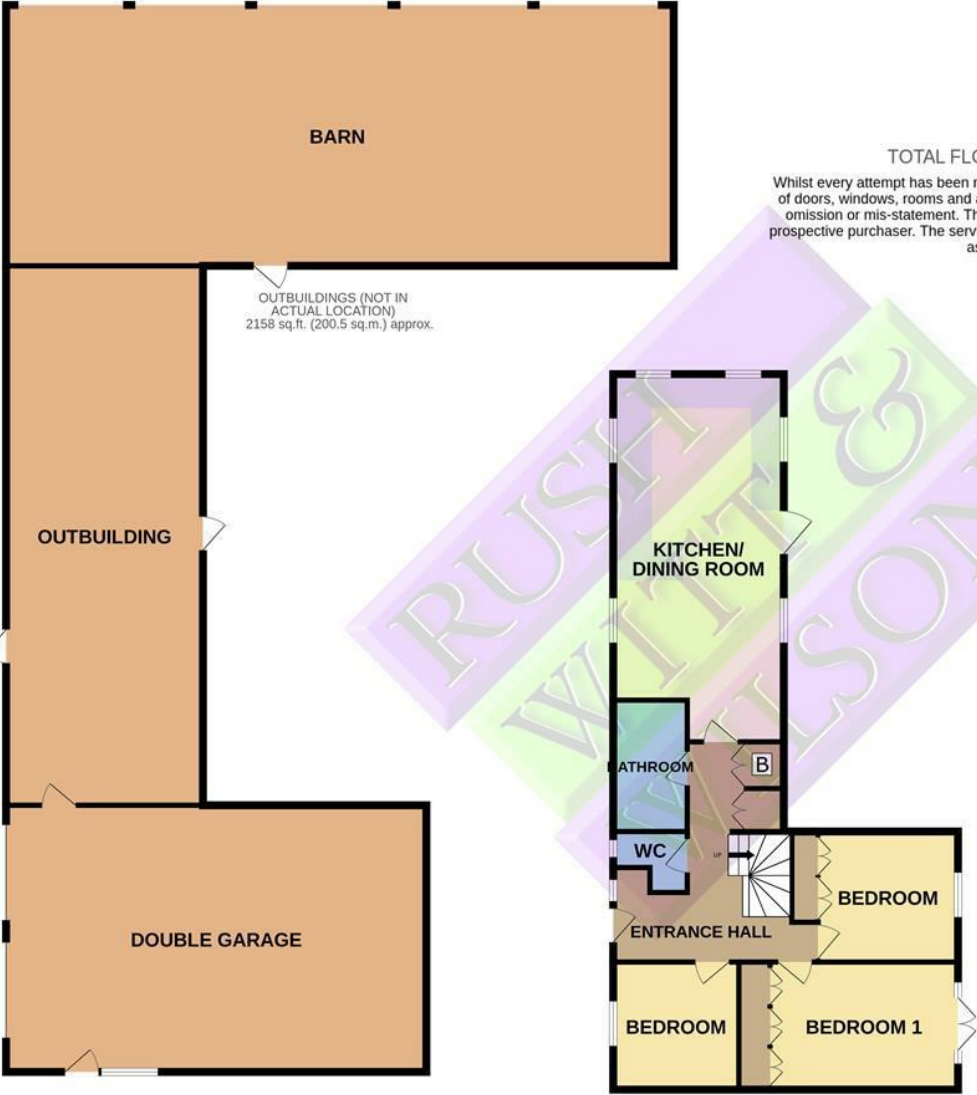 BARN
TOTAL FLO
Whilst every attempt has been
of doors, windows, rooms and
omission or mis-statement. Th
prospective purchaser. The servi
as
OUTBUILDINGS (NOT IN
ACTUAL LOCATION)
2158 sq.ft. (200.5 sq.m.) approx.
RUSH
WITT &
WILSON
OUTBUILDING
KITCHEN/
DINING ROOM
BATHROOM
B
WC
UP
BEDROOM
ENTRANCE HALL
DOUBLE GARAGE
BEDROOM
BEDROOM 1